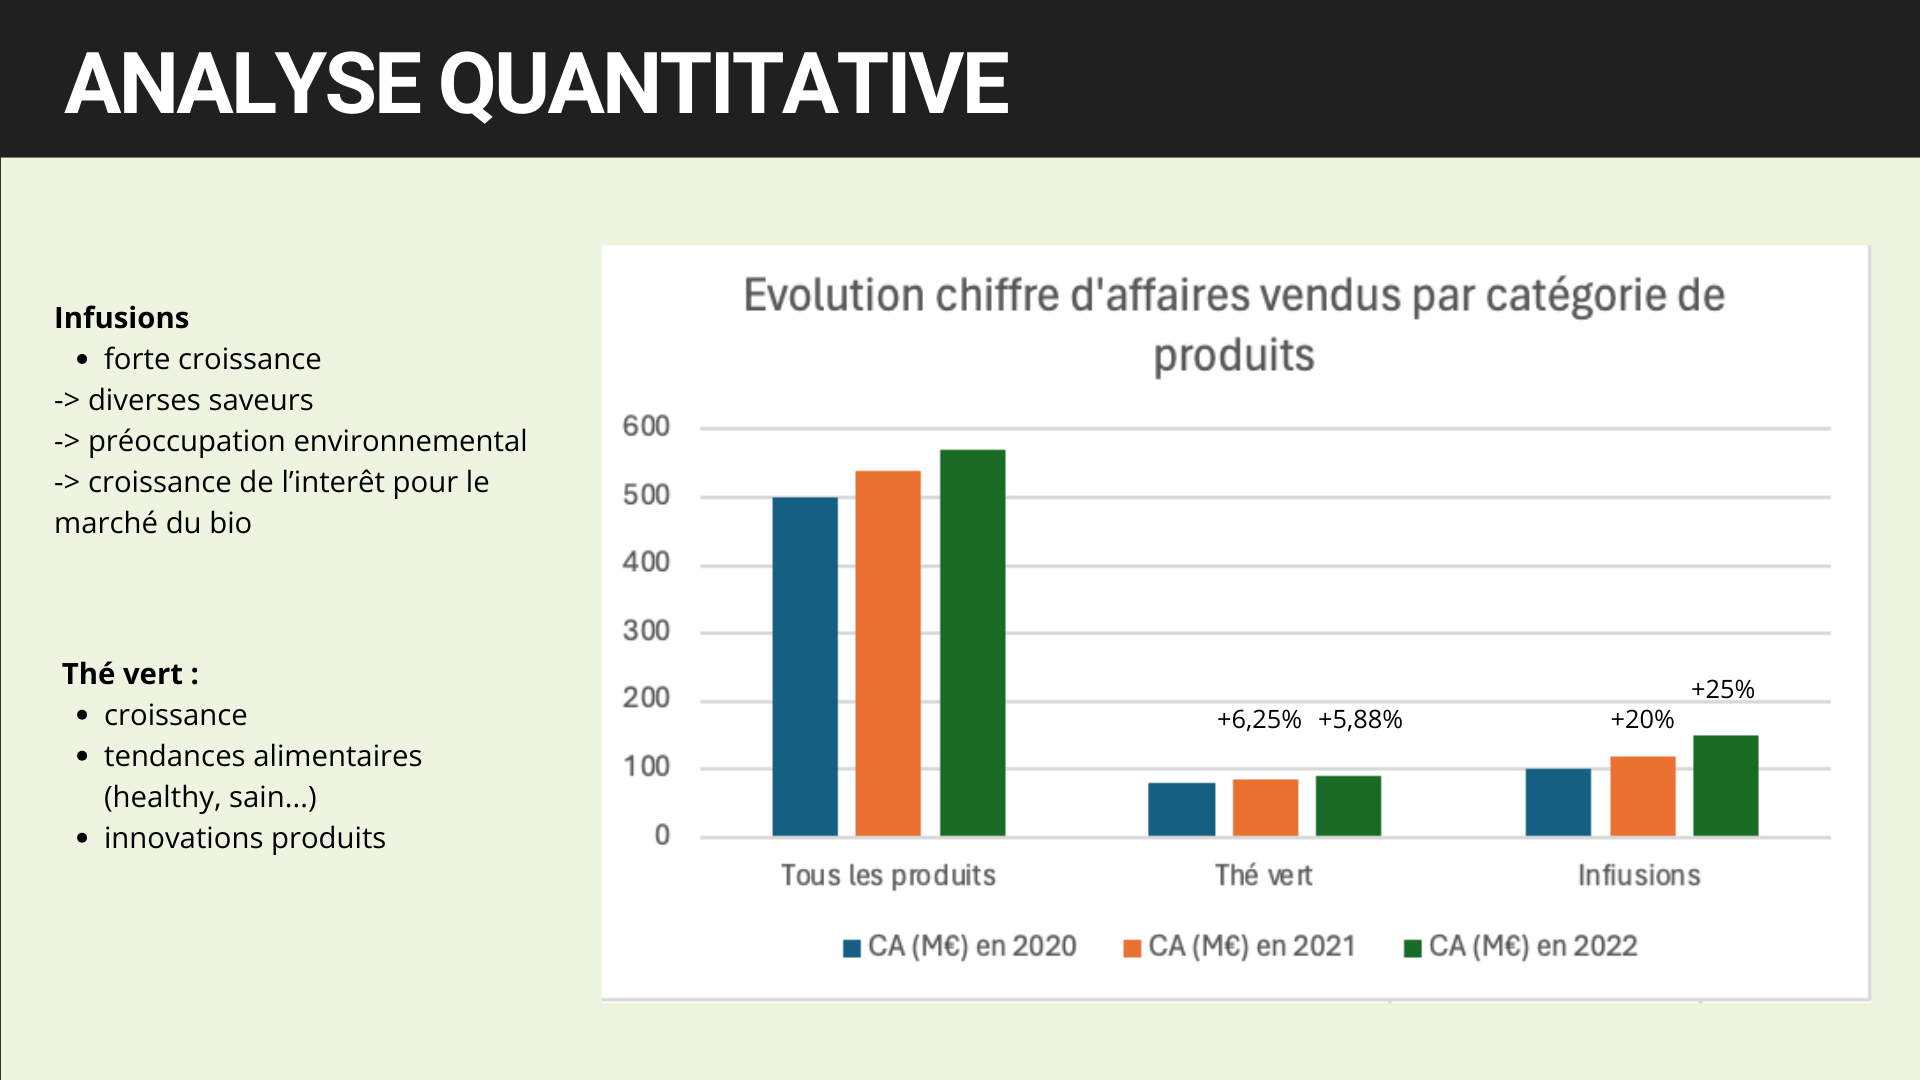 ANALYSE QUANTITATIVE
Infusions
• forte croissance
-> diverses saveurs
-> préoccupation environnemental
-> croissance de l’interêt pour le
marché du bio
Thé vert :
• croissance
• tendances alimentaires
(healthy, sain...)
• innovations produits
Evolution chiffre d'affaires vendus par catégorie de
produits
600
500
400
300
200
100
0
+6,25% +5,88%
+20%
+25%
Tous les produits
Thé vert
Infiusions
CA (M€) en 2020
CA (M€) en 2021
CA (M€) en 2022